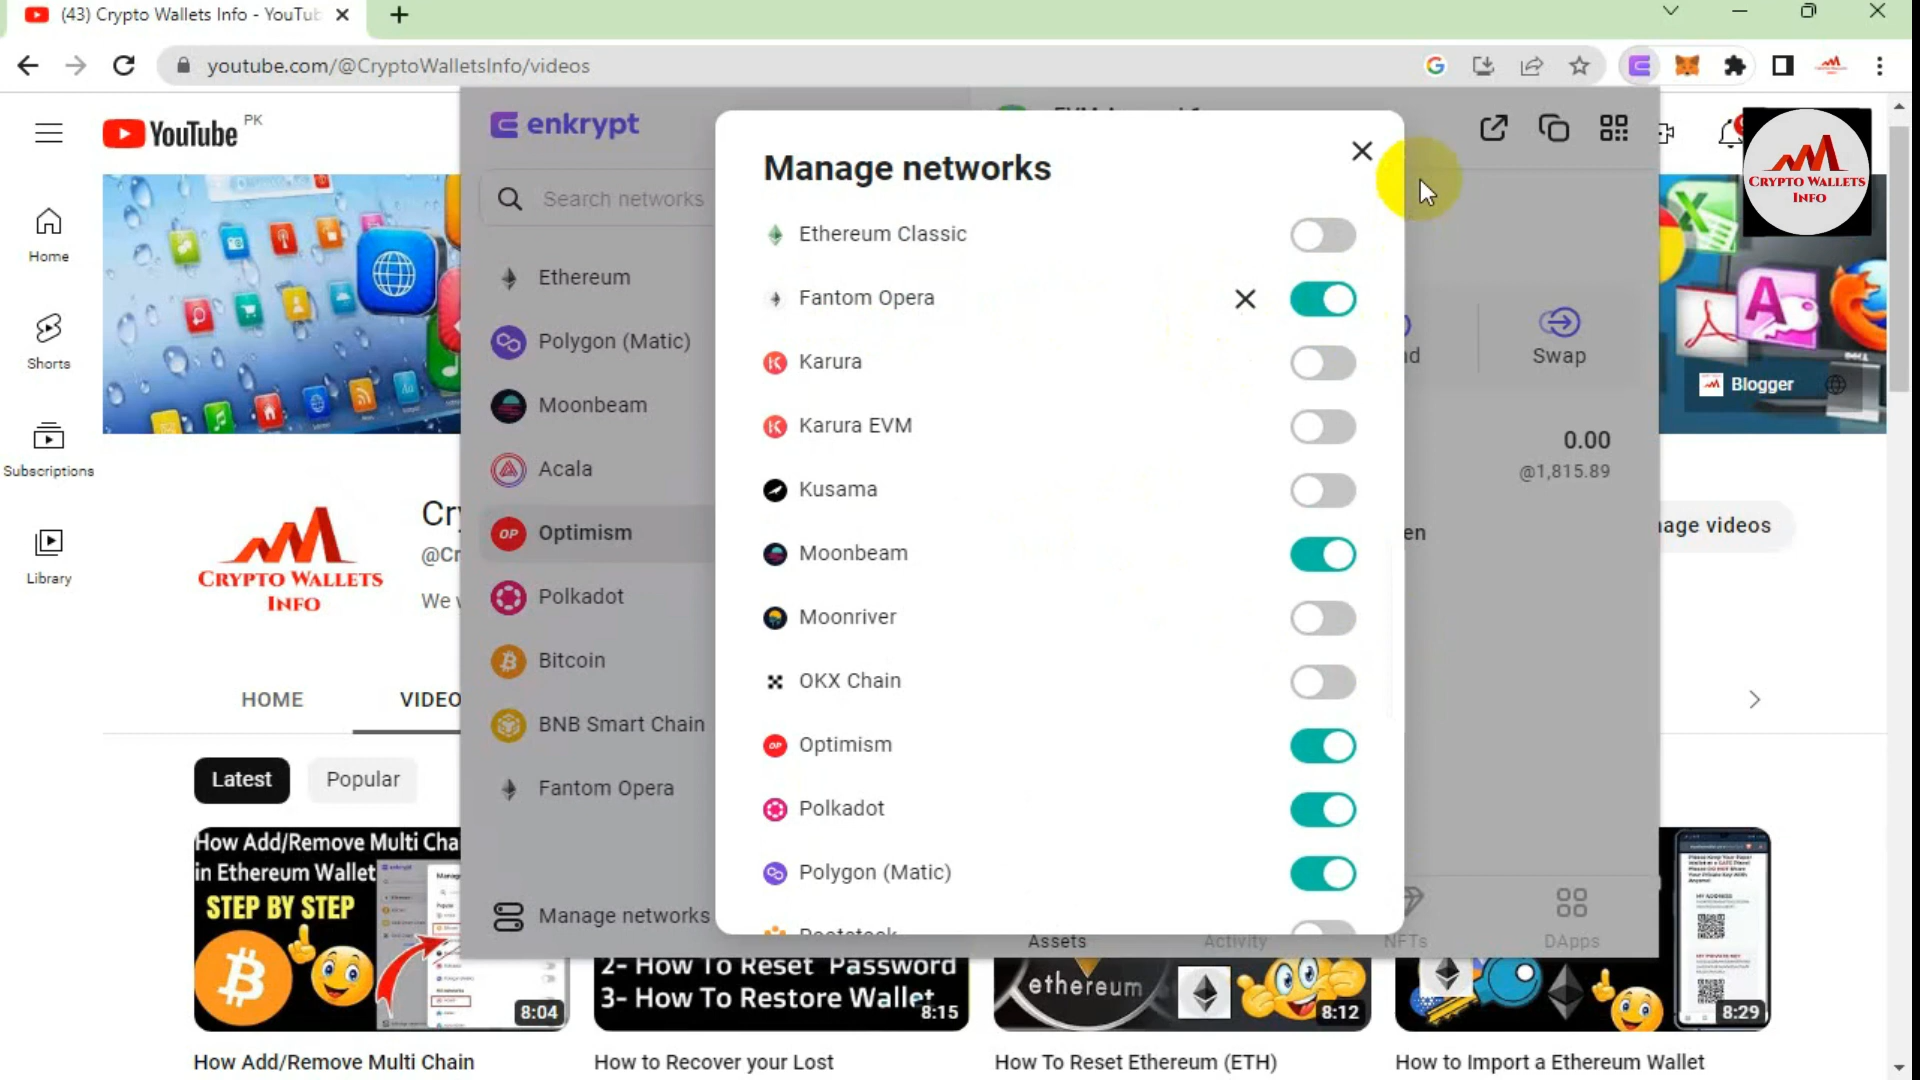 (43) Crypto Wallets Info - YouTub
youtube.com/@CryptoWalletsInfo/videos
YouTube PK
Home
Shorts
Subscriptions
Library
enkrypt
Search networks
Ethereum
Polygon (Matic)
Moonbeam
Acala
Optimism
Polkadot
Bitcoin
BNB Smart Chain
Fantom Opera
Manage networks
Manage networks
Ethereum Classic
Fantom Opera
Karura
Karura EVM
Kusama
Moonbeam
Moonriver
OKX Chain
Optimism
Polkadot
Polygon (Matic)
Swap
0.00
@1,815.89
Assets
Activity
NFTs
DApps
CRYPTO WALLETS
INFO
Blogger
CRYPTO WALLETS
INFO
HOME
VIDEO
Latest
Popular
How Add/Remove Multi Cha
in Ethereum Wallet
STEP BY STEP
8:04
2- How To Reset Password
3- How To Restore Wallet
8:15
ethereum
8:12
8:29
How Add/Remove Multi Chain
How to Recover your Lost
How To Reset Ethereum (ETH)
How to Import a Ethereum Wallet